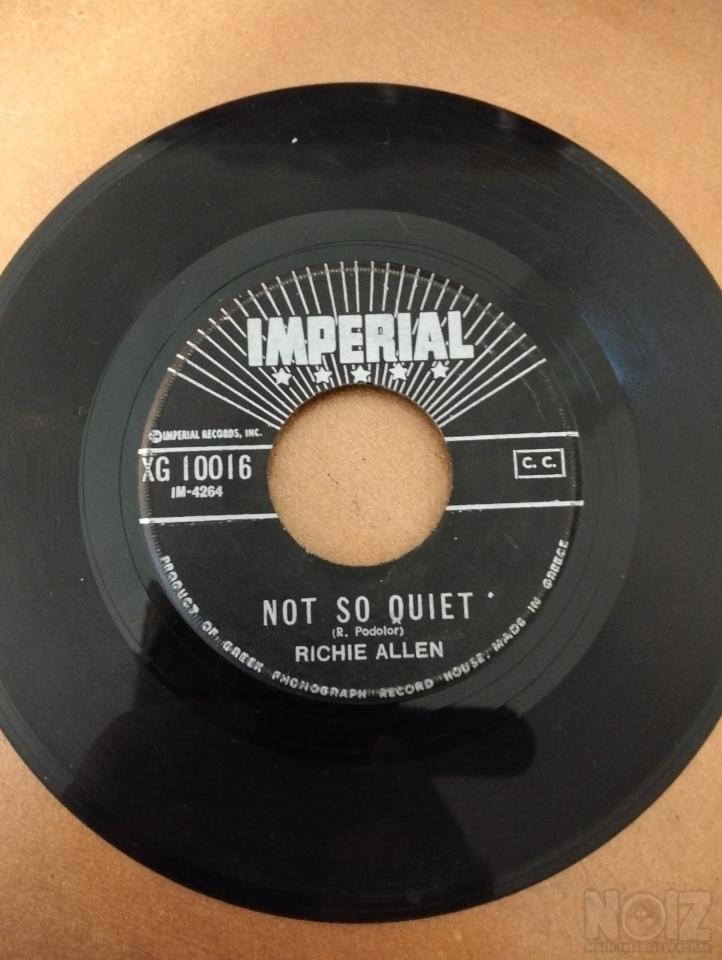 IMPERIAL
IMPERIAL RECORDS, INC.
XG 10016
IM-4264
C. C.
NOT SO QUIET
(R. Podolor)
RICHIE ALLEN
PRODUCT OF GREEK PHONOGRAPH RECORD HOUSE. MADE IN GREECE
NOIZ